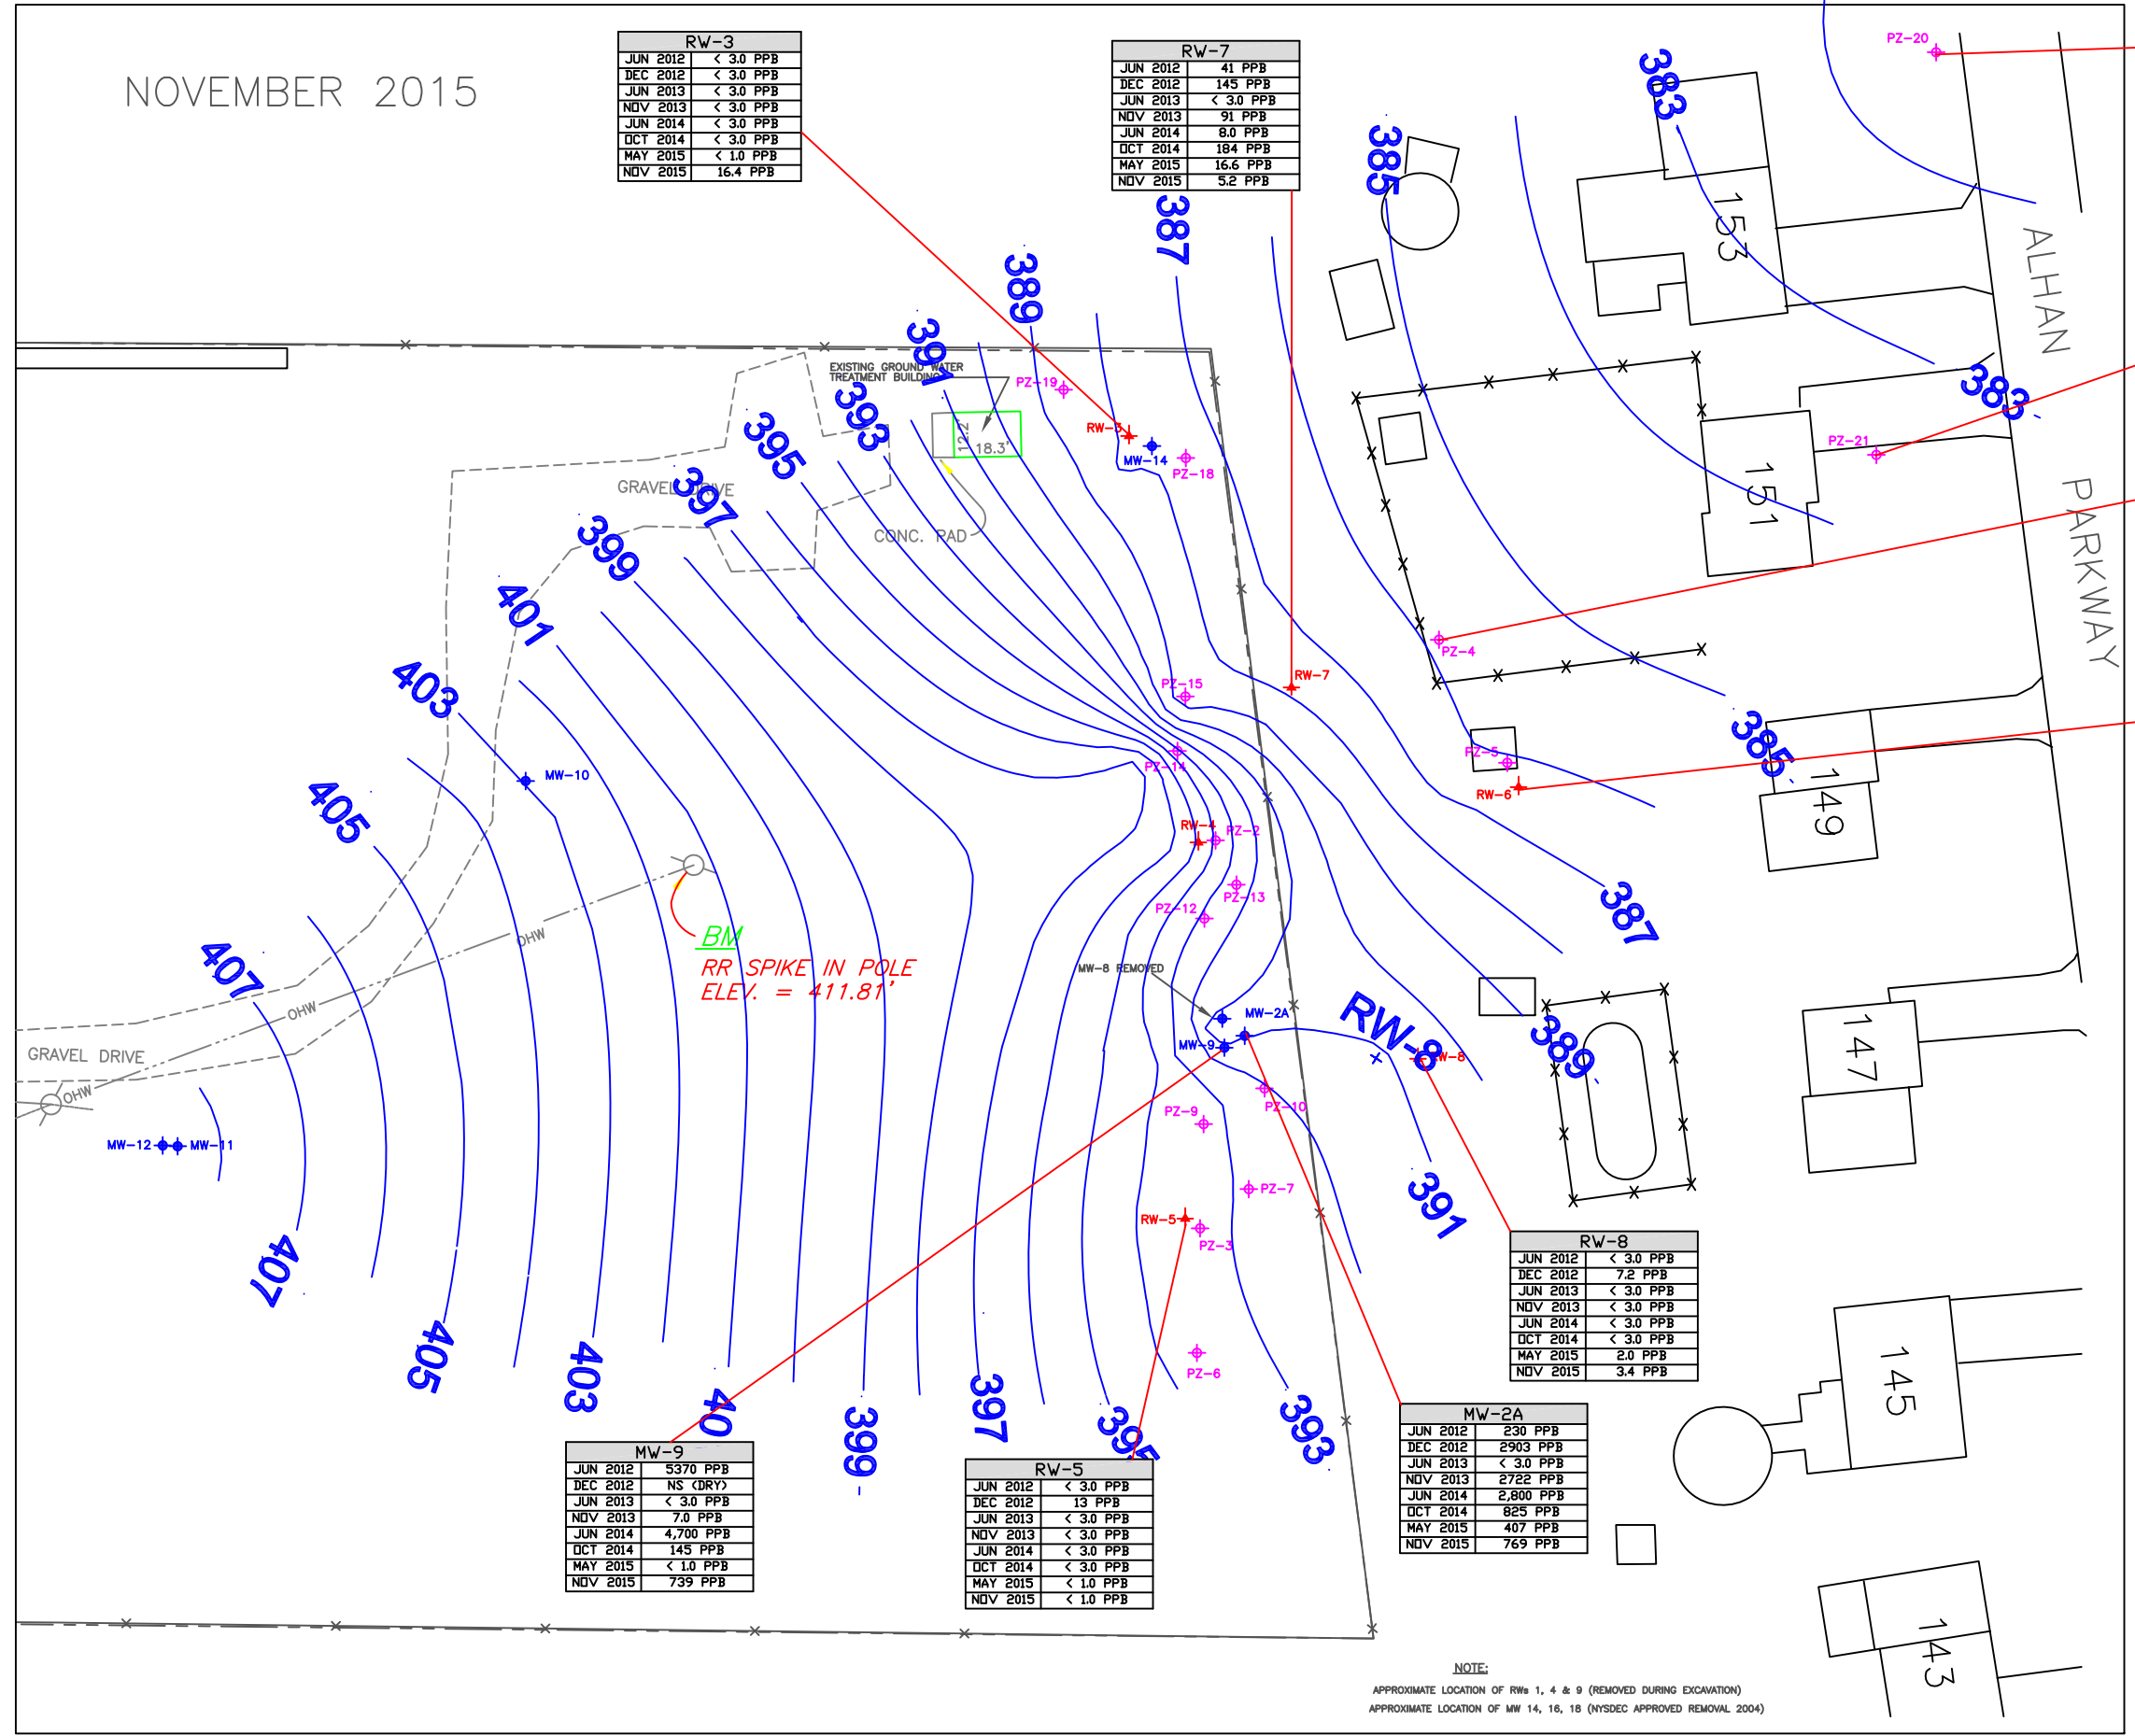 NOVEMBER 2015
RW-3
JUN 2012 < 3.0 PPB
DEC 2012 < 3.0 PPB
JUN 2013 < 3.0 PPB
NOV 2013 < 3.0 PPB
JUN 2014 < 3.0 PPB
OCT 2014 < 3.0 PPB
MAY 2015 < 1.0 PPB
NOV 2015 16.4 PPB
RW-7
JUN 2012 41 PPB
DEC 2012 145 PPB
JUN 2013 < 3.0 PPB
NOV 2013 91 PPB
JUN 2014 8.0 PPB
OCT 2014 184 PPB
MAY 2015 16.6 PPB
NOV 2015 5.2 PPB
PZ-20
383
385
387
389
391
393
395
397
399
401
403
405
407
153
ALHAN
PARKWAY
EXISTING GROUND WATER
TREATMENT BUILDING
12.2'
18.3'
PZ-19
RW-3
MW-14
PZ-18
GRAVEL DRIVE
CONC. PAD
383
PZ-21
151
PZ-4
PZ-15
RW-7
PZ-14
PZ-5
RW-6
385
149
MW-10
RW-4
PZ-2
PZ-13
PZ-12
387
BM
RR SPIKE IN POLE
ELEV. = 411.81'
OHW
OHW
OHW
GRAVEL DRIVE
MW-8 REMOVED
MW-2A
MW-9
RW-8
RW-8
389
147
PZ-10
PZ-9
MW-12
MW-11
PZ-7
RW-5
PZ-3
391
PZ-6
407
405
403
40
399
397
395
393
RW-8
JUN 2012 < 3.0 PPB
DEC 2012 7.2 PPB
JUN 2013 < 3.0 PPB
NOV 2013 < 3.0 PPB
JUN 2014 < 3.0 PPB
OCT 2014 < 3.0 PPB
MAY 2015 2.0 PPB
NOV 2015 3.4 PPB
145
MW-2A
JUN 2012 230 PPB
DEC 2012 2903 PPB
JUN 2013 < 3.0 PPB
NOV 2013 2722 PPB
JUN 2014 2,800 PPB
OCT 2014 825 PPB
MAY 2015 407 PPB
NOV 2015 769 PPB
MW-9
JUN 2012 5370 PPB
DEC 2012 NS (DRY)
JUN 2013 < 3.0 PPB
NOV 2013 7.0 PPB
JUN 2014 4,700 PPB
OCT 2014 145 PPB
MAY 2015 < 1.0 PPB
NOV 2015 739 PPB
RW-5
JUN 2012 < 3.0 PPB
DEC 2012 13 PPB
JUN 2013 < 3.0 PPB
NOV 2013 < 3.0 PPB
JUN 2014 < 3.0 PPB
OCT 2014 < 3.0 PPB
MAY 2015 < 1.0 PPB
NOV 2015 < 1.0 PPB
143
NOTE:
APPROXIMATE LOCATION OF RWs 1, 4 & 9 (REMOVED DURING EXCAVATION)
APPROXIMATE LOCATION OF MW 14, 16, 18 (NYSDEC APPROVED REMOVAL 2004)